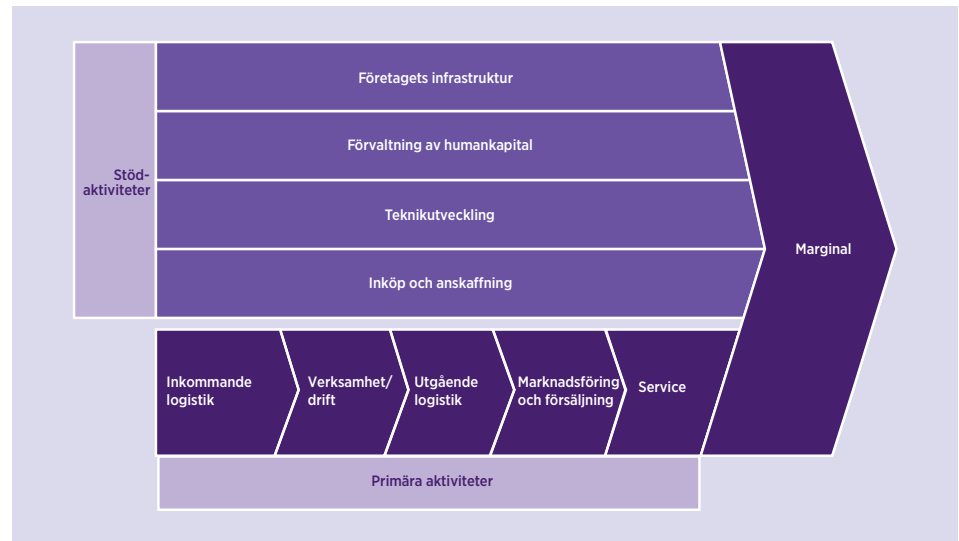 Företagets infrastruktur
Förvaltning av humankapital
Stöd-
aktiviteter
Teknikutveckling
Marginal
Inköp och anskaffning
Inkommande
logistik
Verksamhet/
drift
Utgående
logistik
Marknadsföring
och försäljning
Service
Primära aktiviteter